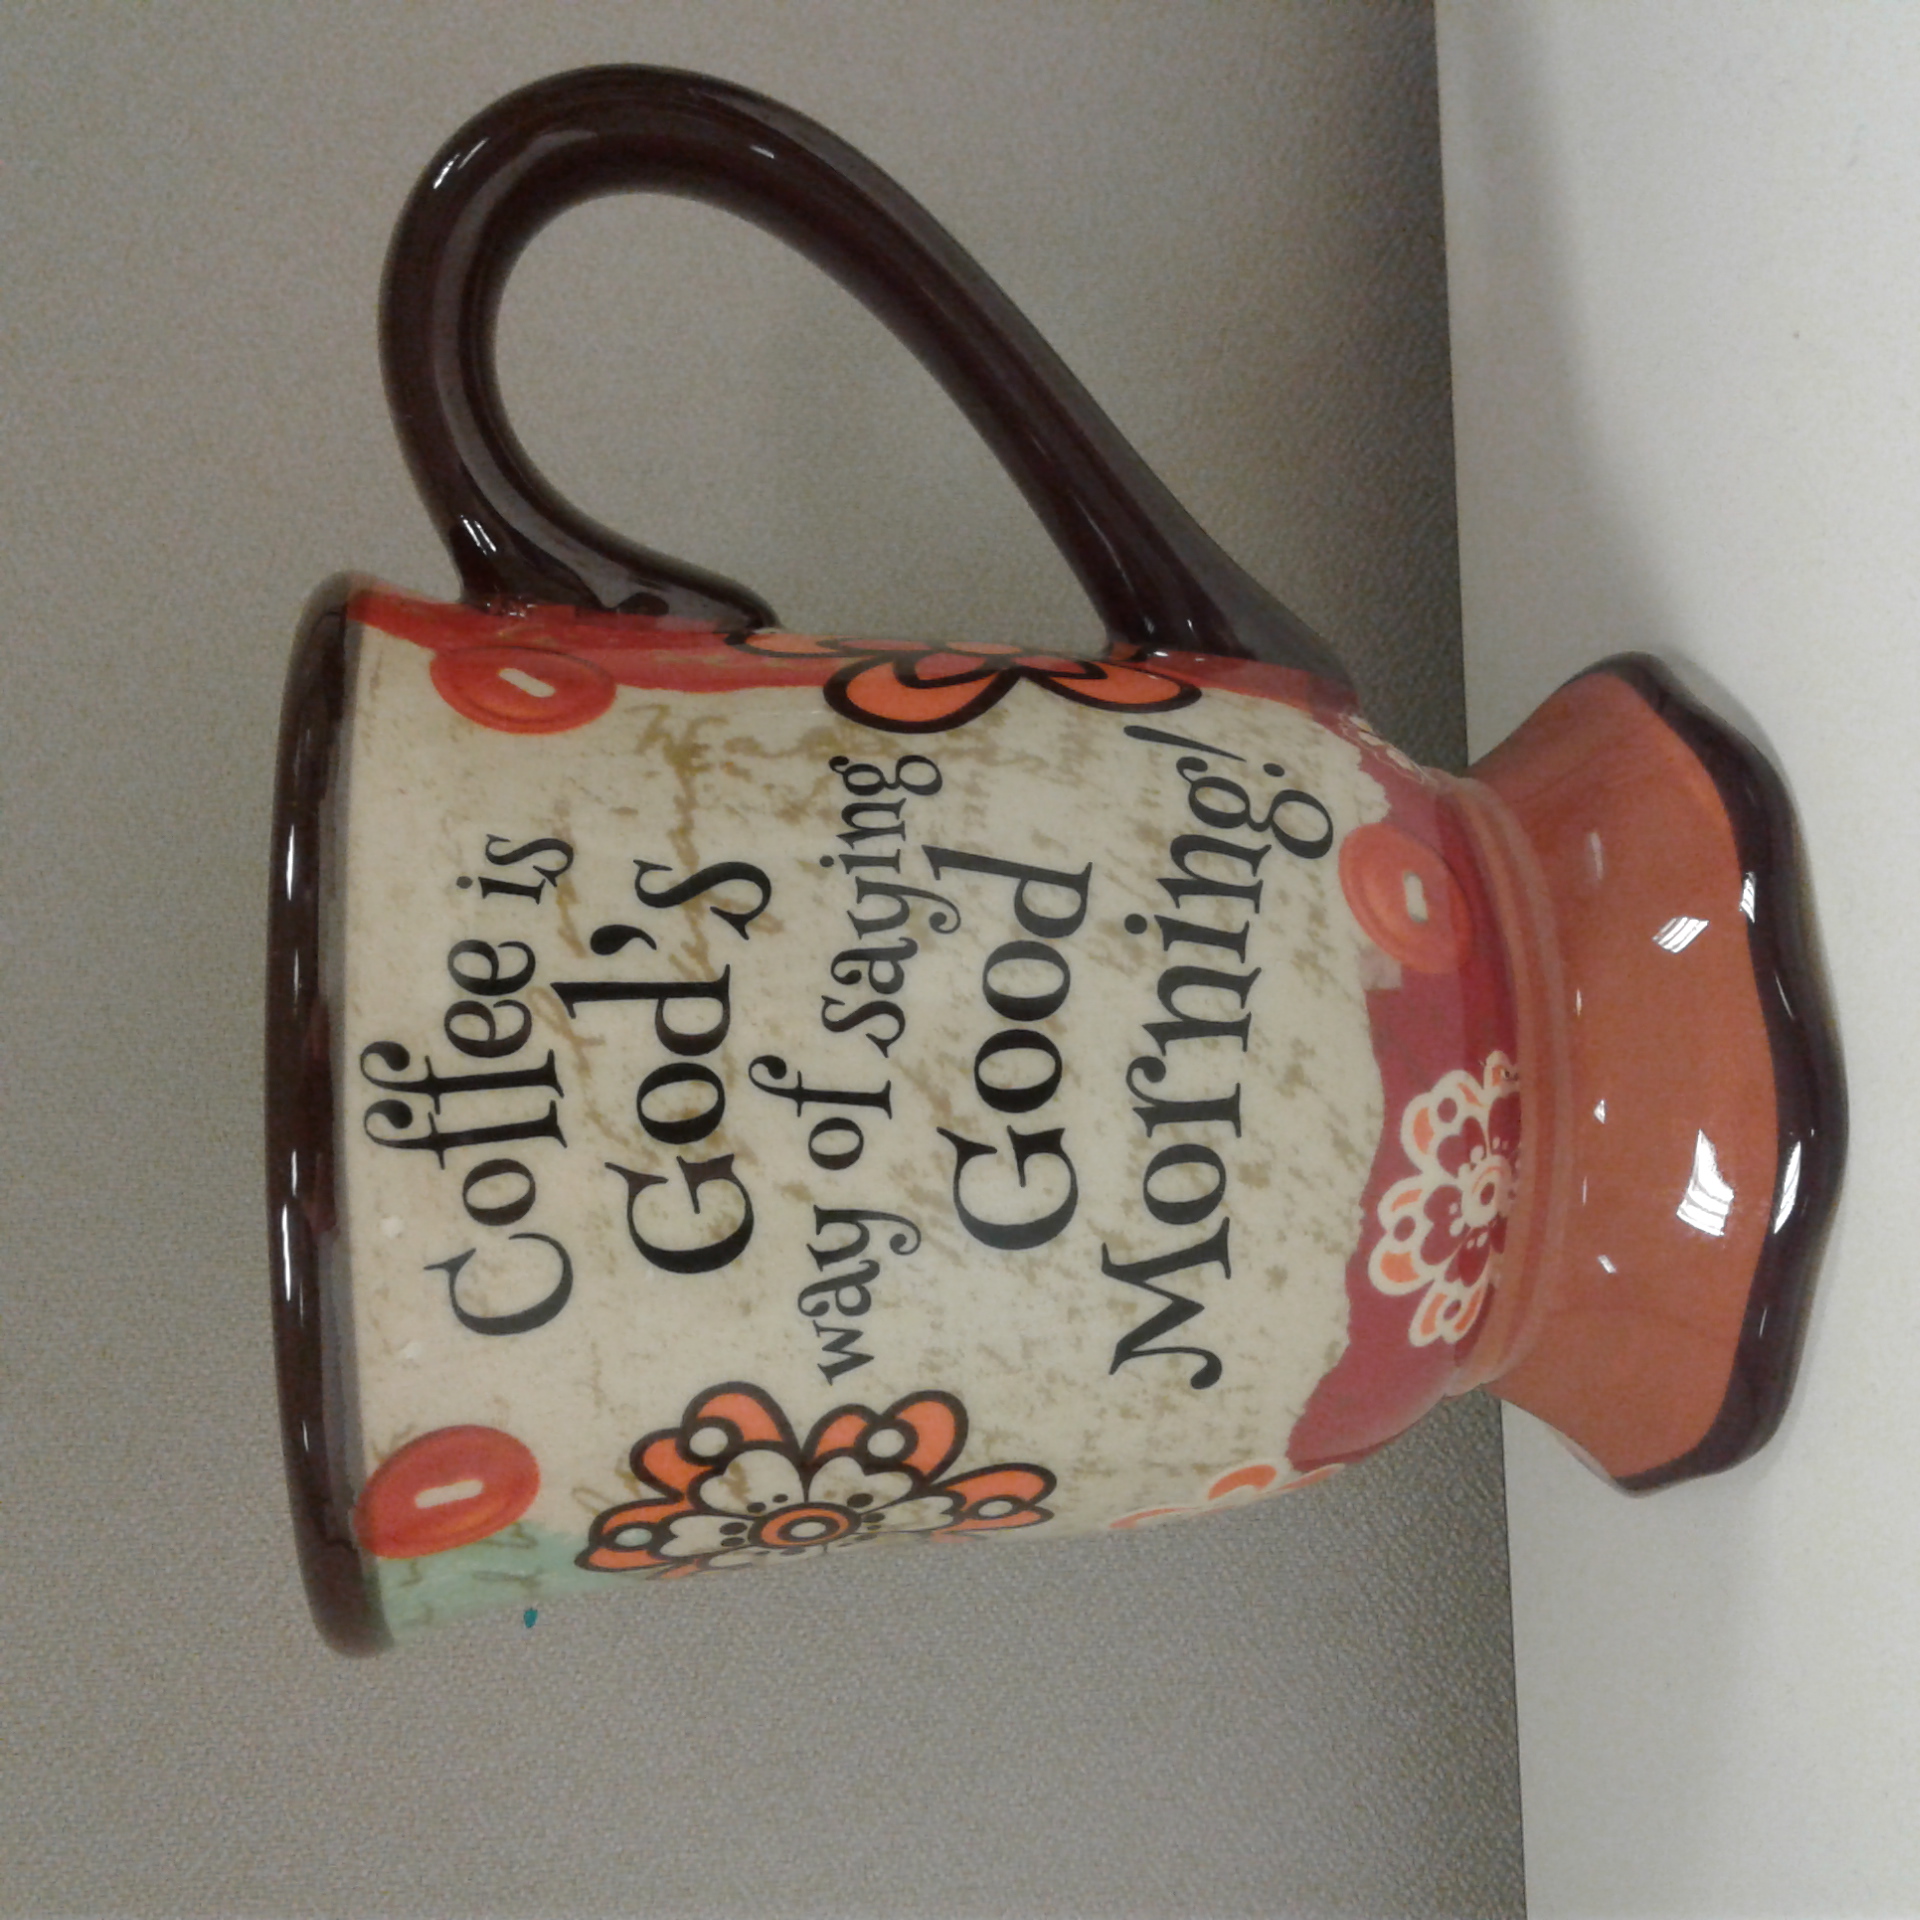 Coffee is
God's
way of saying
Good
Morning!